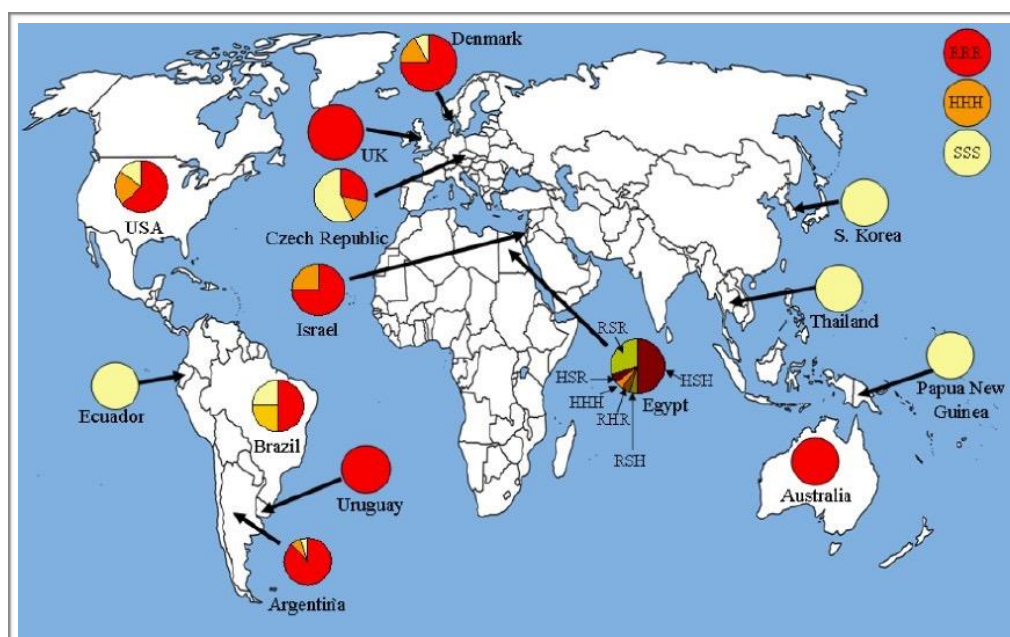 Denmark
RRR
UK
HHH
SSS
USA
Czech Republic
S. Korea
Israel
Thailand
RSR
Ecuador
HSR
HSH
HHH
Egypt
Papua New
Guinea
RHR
Brazil
RSH
Uruguay
Australia
Argentina